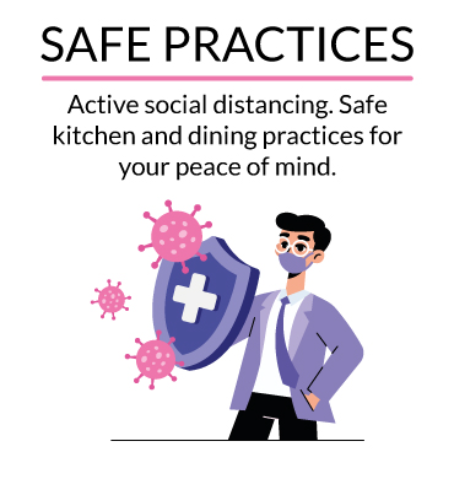 SAFE PRACTICES
Active social distancing. Safe
kitchen and dining practices for
your peace of mind.